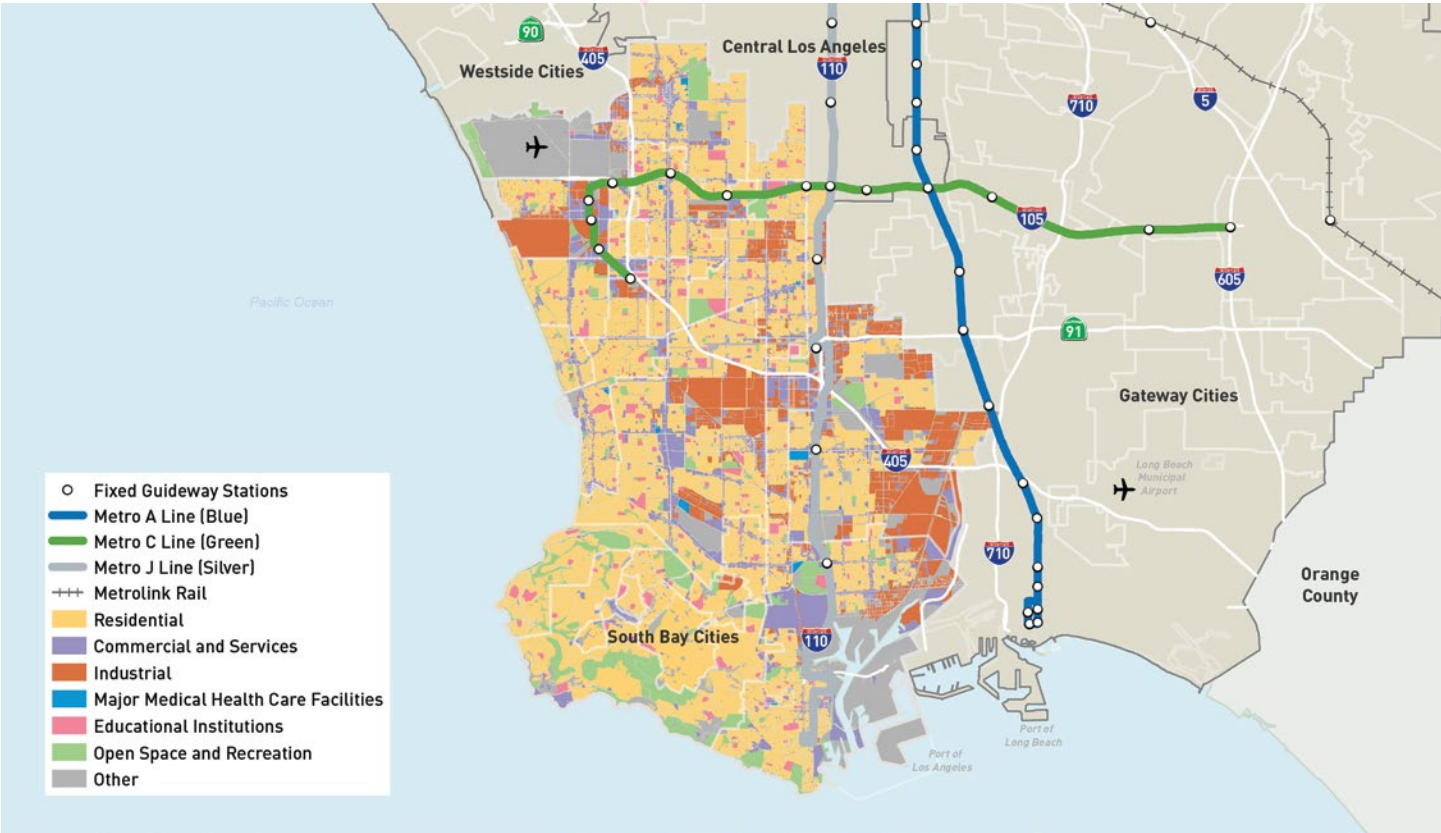 90
405
Westside Cities
Central Los Angeles
110
710
5
105
605
Pacific Ocean
91
Gateway Cities
405
Long Beach
Municipal
Airport
Fixed Guideway Stations
Metro A Line (Blue)
Metro C Line (Green)
Metro J Line (Silver)
Metrolink Rail
Residential
Commercial and Services
Industrial
Major Medical Health Care Facilities
Educational Institutions
Open Space and Recreation
Other
710
Orange
County
South Bay Cities
110
Port of
Long Beach
Port of
Los Angeles